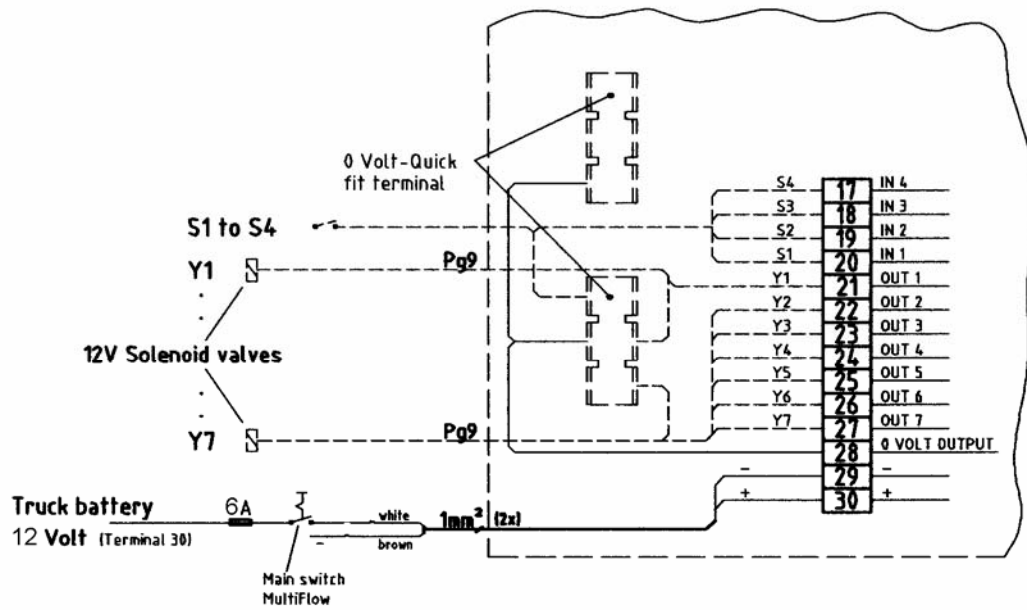 0 Volt-Quick
fit terminal
S1 to S4
Y1
12V Solenoid valves
Y7
Pg9
Pg9
S4 17 IN 4
S3 18 IN 3
S2 19 IN 2
S1 20 IN 1
Y1 21 OUT 1
Y2 22 OUT 2
Y3 23 OUT 3
Y4 24 OUT 4
Y5 25 OUT 5
Y6 26 OUT 6
Y7 27 OUT 7
28 0 VOLT OUTPUT
- 29 -
+ 30 +
Truck battery
12 Volt (Terminal 30)
6A
white
- brown
1mm² (2x)
Main switch
MultiFlow